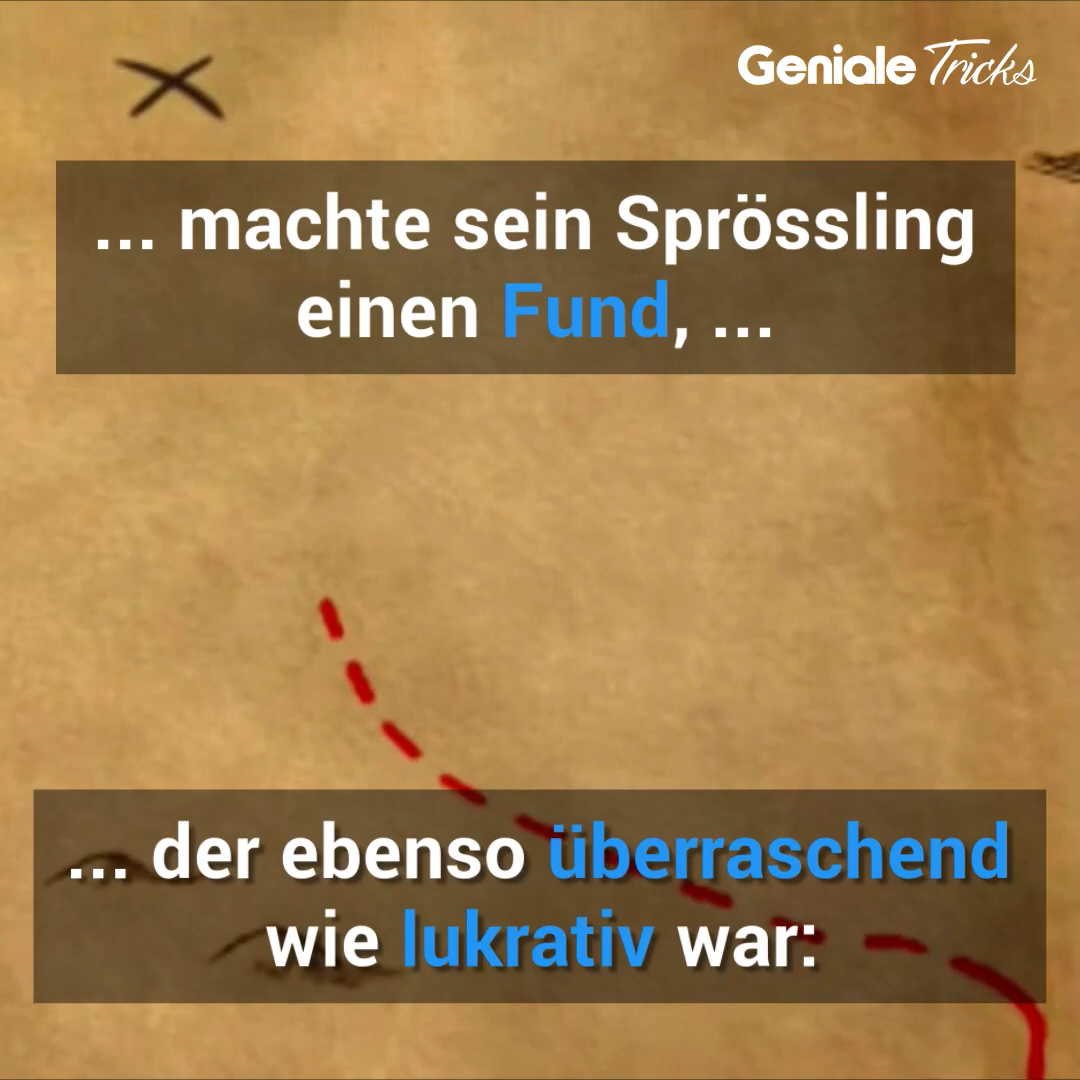 Geniale Tricks
... machte sein Sprössling
einen Fund, ...
... der ebenso überraschend
wie lukrativ war: